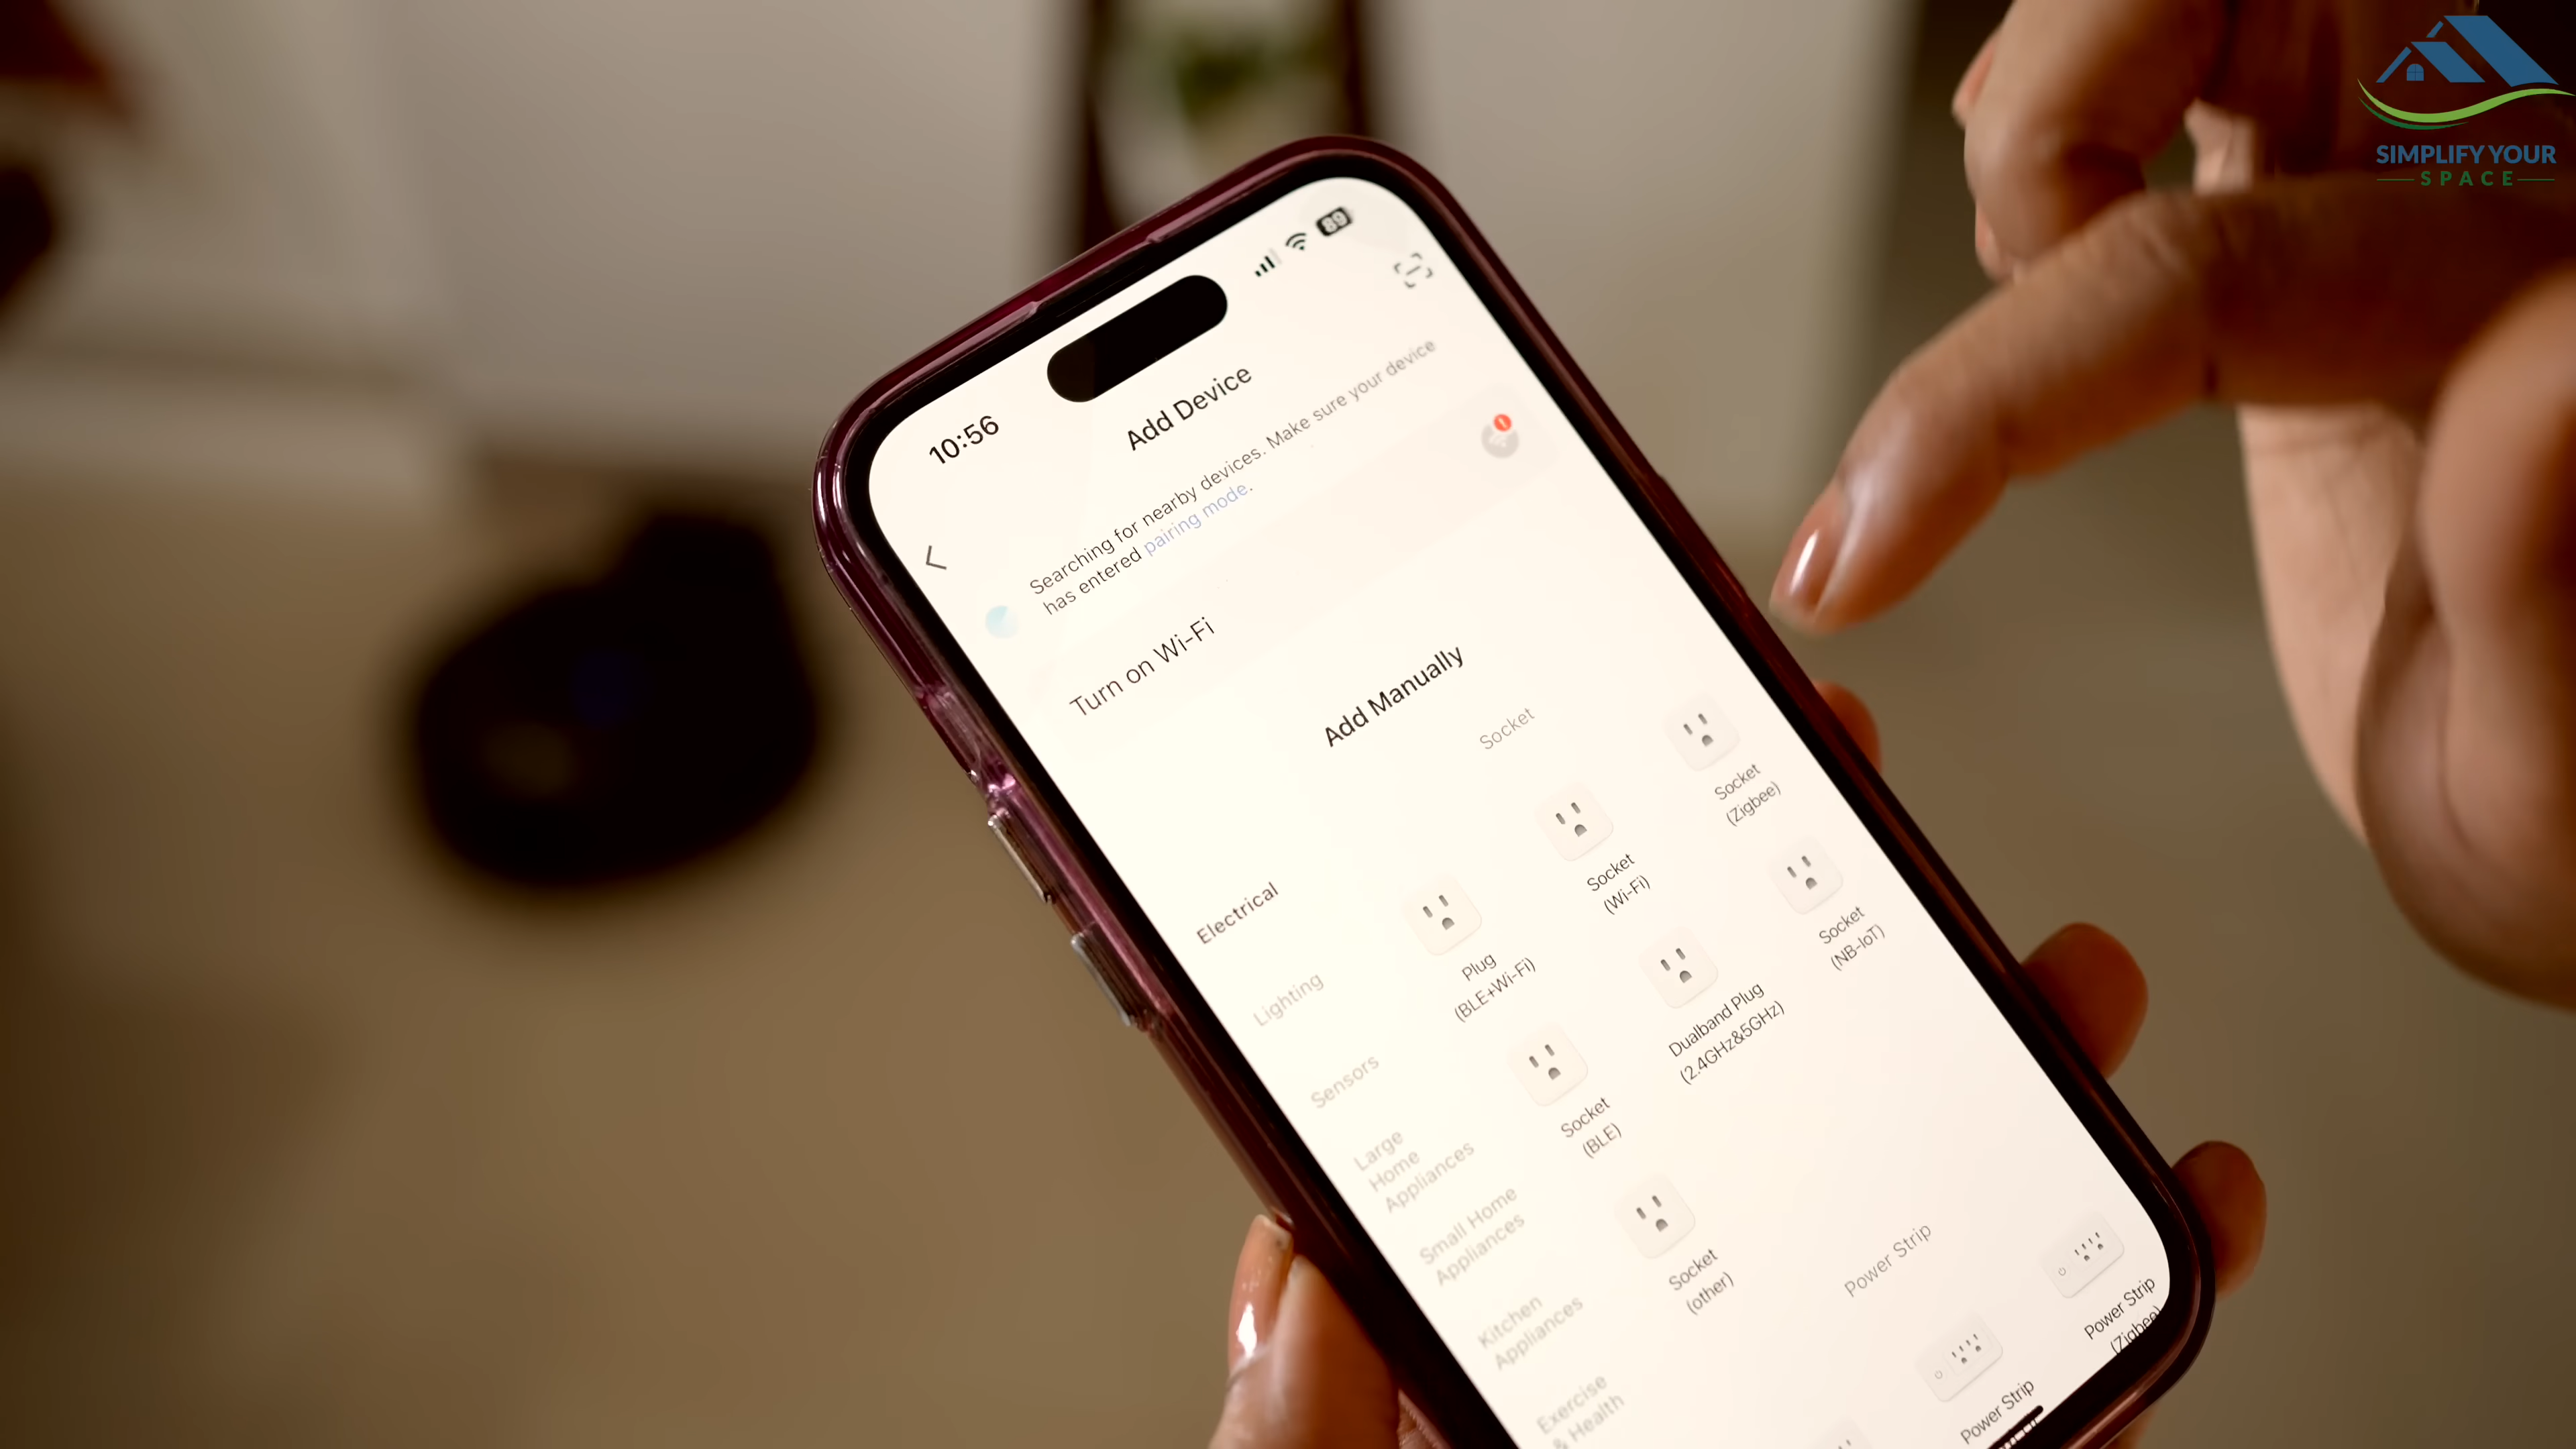 SIMPLIFY YOUR
SPACE
10:56
89
Add Device
Searching for nearby devices. Make sure your device
has entered pairing mode.
Turn on Wi-Fi
Add Manually
Electrical
Lighting
Sensors
Large
Home
Appliances
Small Home
Appliances
Kitchen
Appliances
Exercise
& Health
Socket
Plug
(BLE+Wi-Fi)
Socket
(Wi-Fi)
Socket
(Zigbee)
Socket
(BLE)
Dualband Plug
(2.4GHz&5GHz)
Socket
(NB-IoT)
Socket
(other)
Power Strip
Power Strip
Power Strip
(Zigbee)